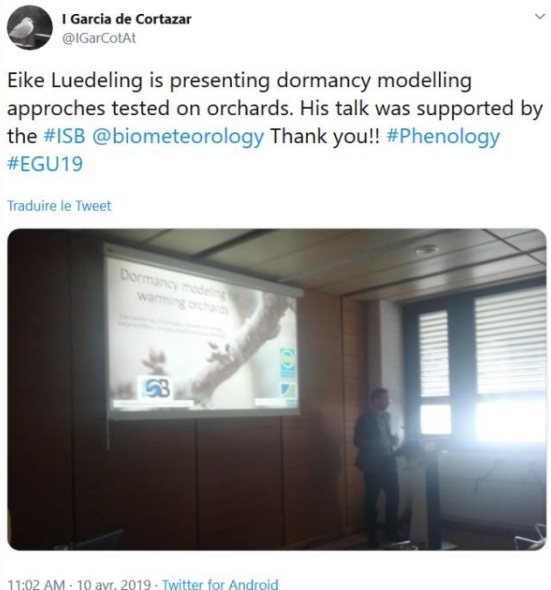 I Garcia de Cortazar
@IGarCotAt
Eike Luedeling is presenting dormancy modelling
approches tested on orchards. His talk was supported by
the #ISB @biometeorology Thank you!! #Phenology
#EGU19
Traduire le Tweet
Dormancy modeling for
warming orchards
ISB
11:02 AM · 10 avr. 2019 · Twitter for Android